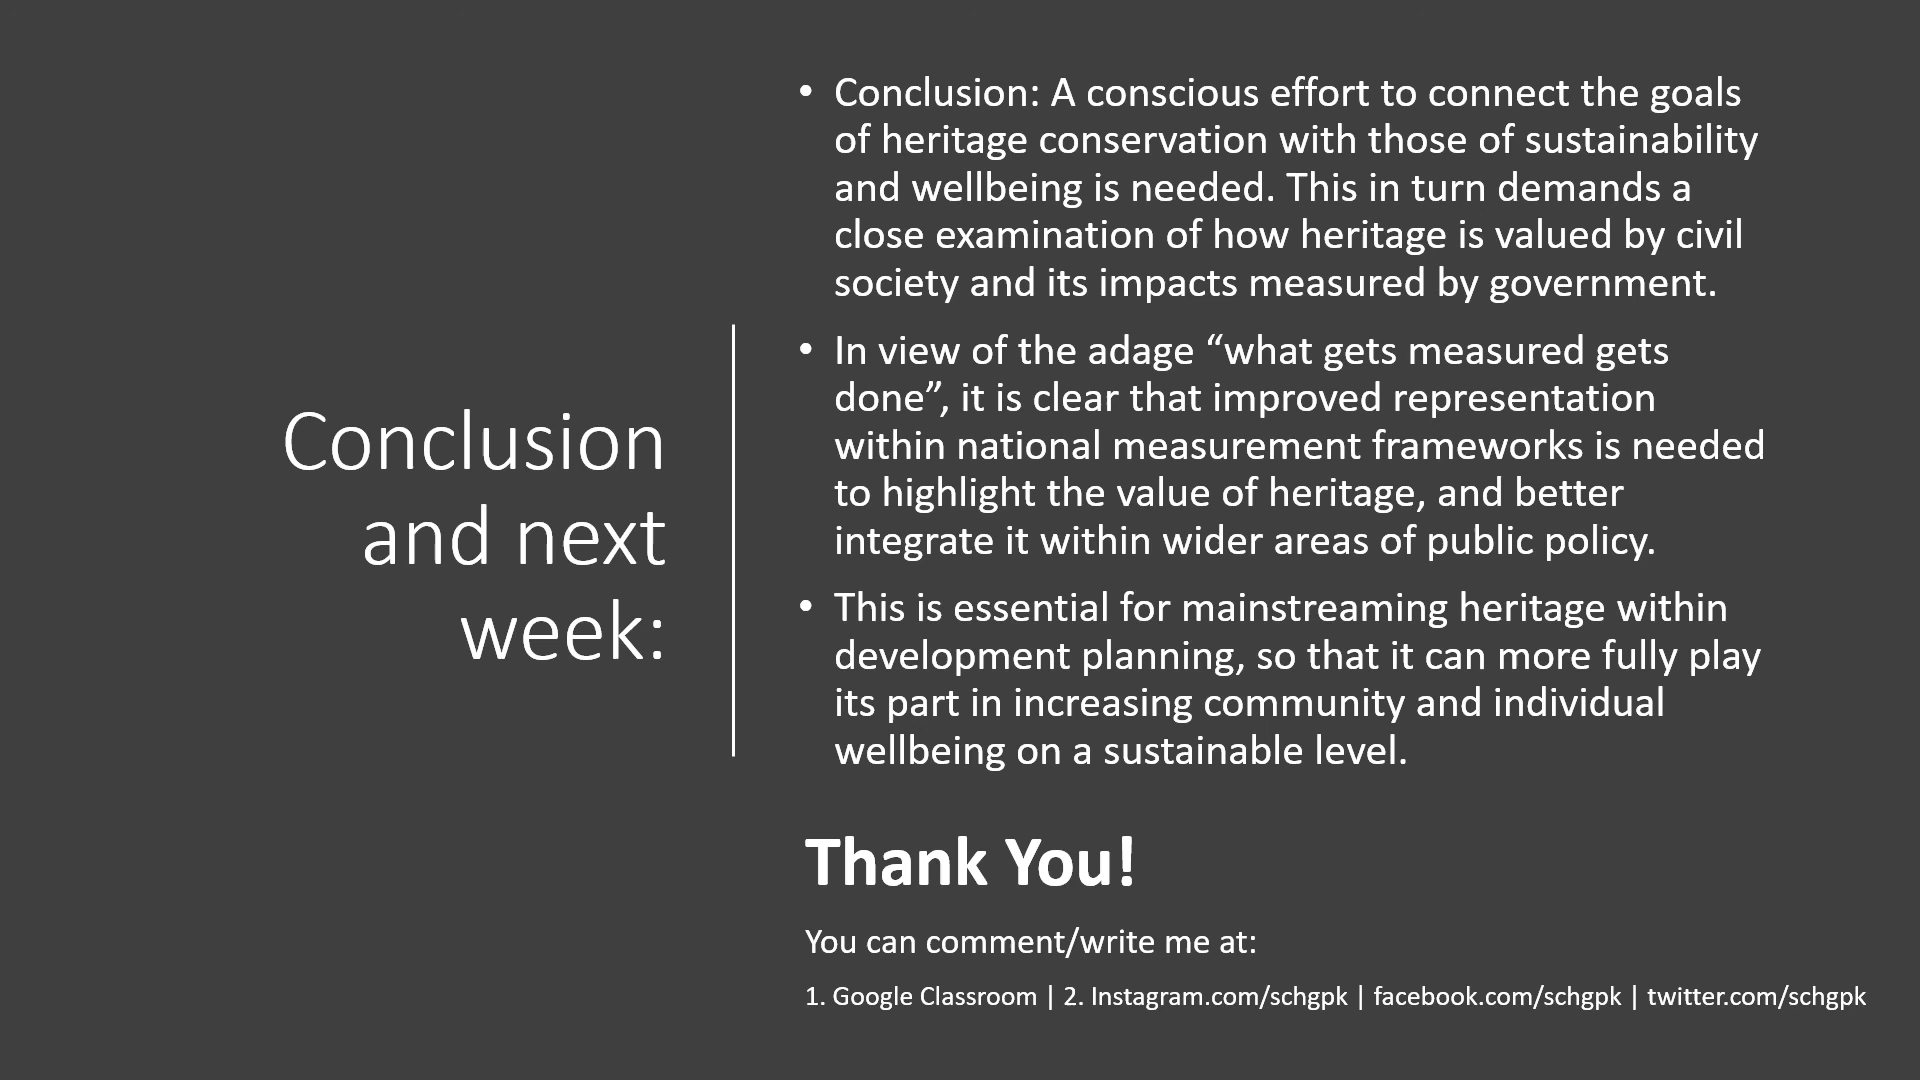 Conclusion
and next
week:
• Conclusion: A conscious effort to connect the goals
of heritage conservation with those of sustainability
and wellbeing is needed. This in turn demands a
close examination of how heritage is valued by civil
society and its impacts measured by government.
• In view of the adage “what gets measured gets
done”, it is clear that improved representation
within national measurement frameworks is needed
to highlight the value of heritage, and better
integrate it within wider areas of public policy.
• This is essential for mainstreaming heritage within
development planning, so that it can more fully play
its part in increasing community and individual
wellbeing on a sustainable level.
Thank You!
You can comment/write me at:
1. Google Classroom | 2. Instagram.com/schgpk | facebook.com/schgpk | twitter.com/schgpk